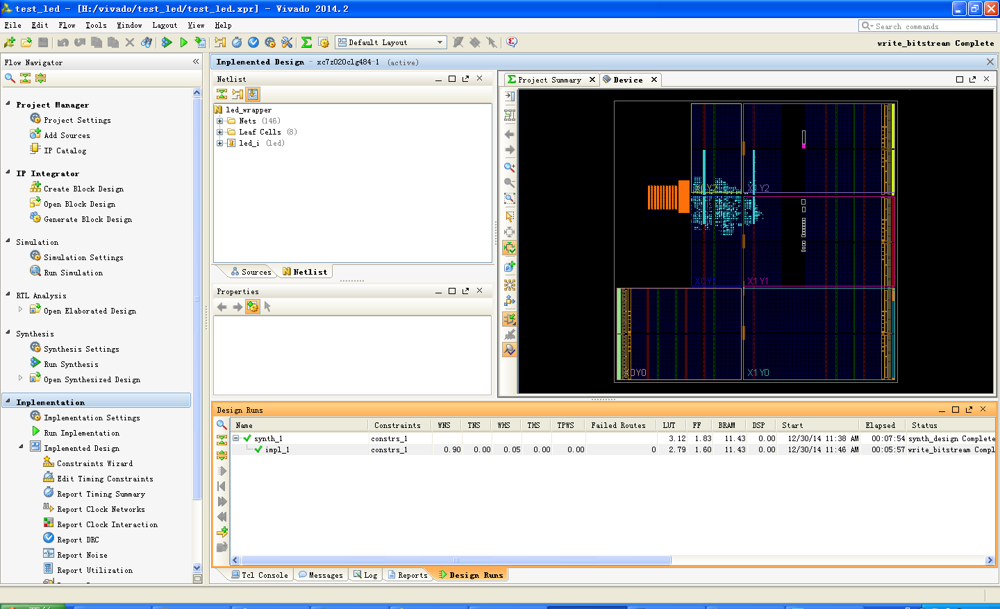 test_led - [H:/vivado/test_led/test_led.xpr] - Vivado 2014.2
File Edit Flow Tools Window Layout View Help
Search commands
Default Layout
write_bitstream Complete
Flow Navigator
Project Manager
Project Settings
Add Sources
IP Catalog
IP Integrator
Create Block Design
Open Block Design
Generate Block Design
Simulation
Simulation Settings
Run Simulation
RTL Analysis
Open Elaborated Design
Synthesis
Synthesis Settings
Run Synthesis
Open Synthesized Design
Implementation
Implementation Settings
Run Implementation
Implemented Design
Constraints Wizard
Edit Timing Constraints
Report Timing Summary
Report Clock Networks
Report Clock Interaction
Report DRC
Report Noise
Report Utilization
Implemented Design - xc7z020clg484-1 (active)
Netlist
led_wrapper
Nets (146)
Leaf Cells (8)
led_i (led)
Sources
Netlist
Properties
Project Summary
Device
X1Y2
X1Y1
X0Y0
X1Y0
Design Runs
Name Constraints WNS TNS WHS THS TPWS Failed Routes LUT FF BRAM DSP Start Elapsed Status
synth_1 constrs_1 3.12 1.83 11.43 0.00 12/30/14 11:38 AM 00:07:54 synth_design Complete
impl_1 constrs_1 0.90 0.00 0.05 0.00 0.00 0 2.79 1.60 11.43 0.00 12/30/14 11:46 AM 00:05:57 write_bitstream Compl
Tcl Console
Messages
Log
Reports
Design Runs